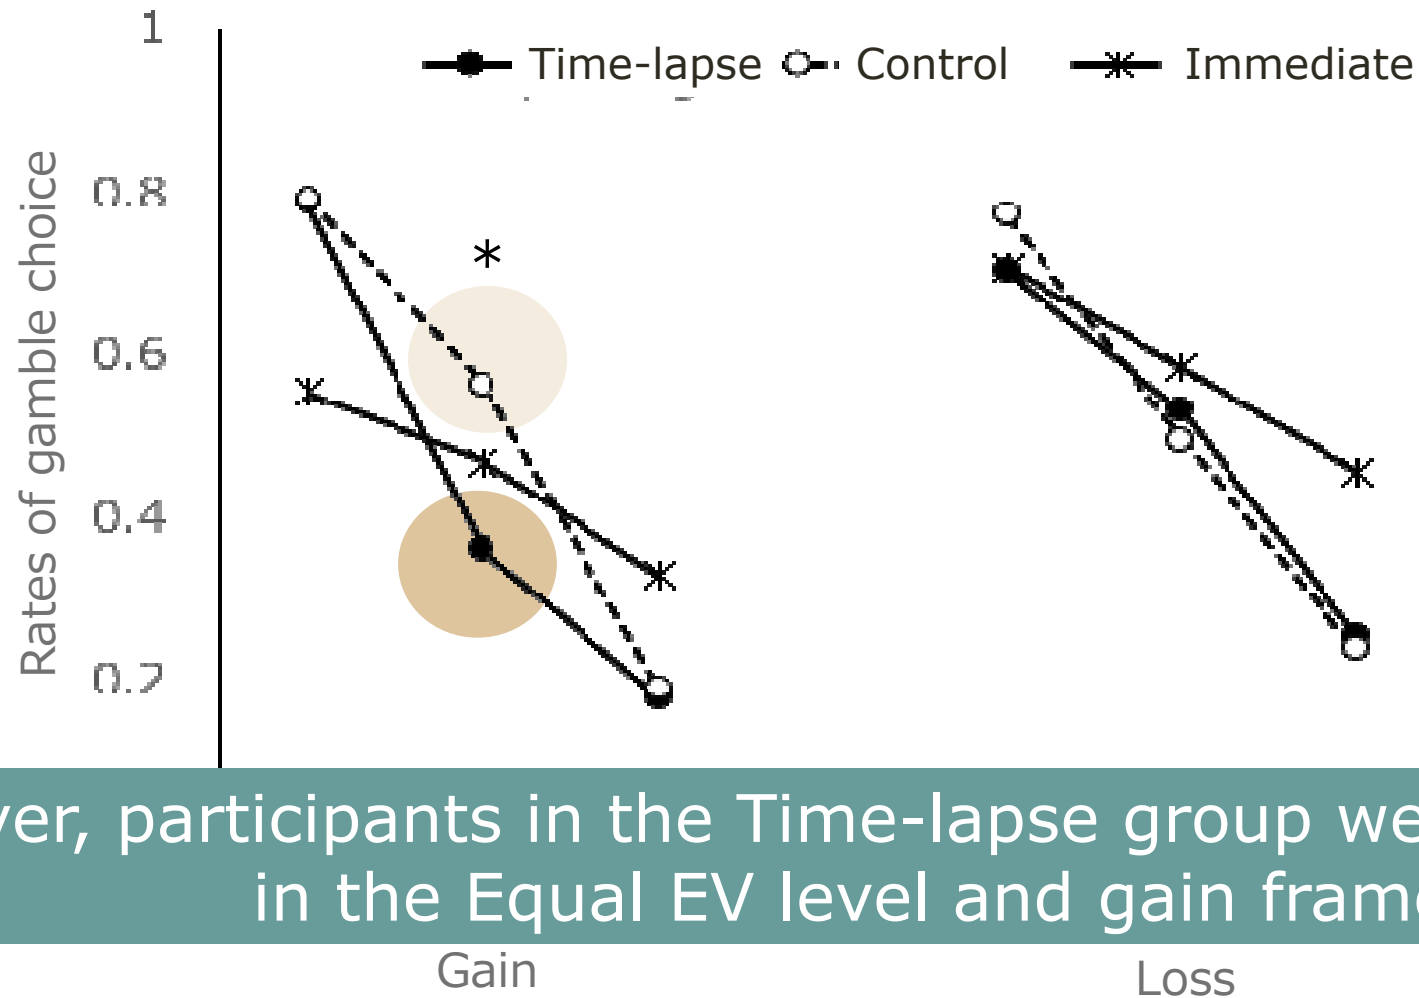 1
Time-lapse Control Immediate
0.8
*
0.6
Rates of gamble choice
0.4
0.2
ver, participants in the Time-lapse group we
in the Equal EV level and gain frame
Gain
Loss